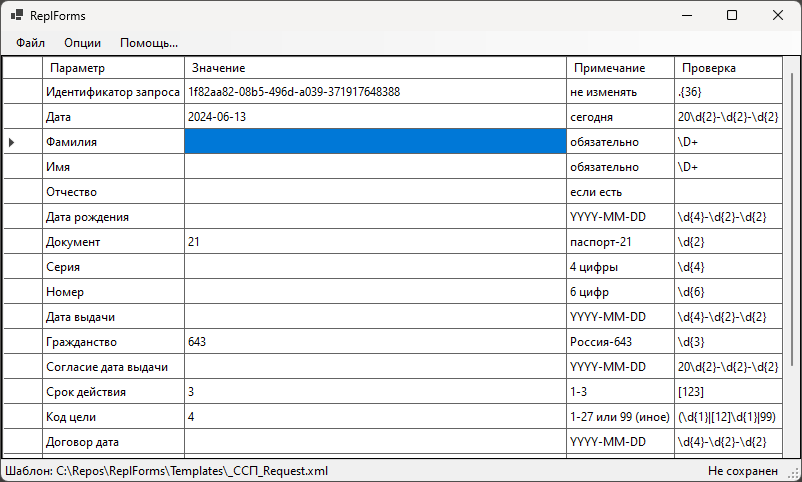 ReplForms
Файл Опции Помощь...
Параметр Значение Примечание Проверка
Идентификатор запроса 1f82aa82-08b5-496d-a039-371917648388 не изменять .{36}
Дата 2024-06-13 сегодня 20\d{2}-\d{2}-\d{2}
Фамилия обязательно \D+
Имя обязательно \D+
Отчество если есть
Дата рождения YYYY-MM-DD \d{4}-\d{2}-\d{2}
Документ 21 паспорт-21 \d{2}
Серия 4 цифры \d{4}
Номер 6 цифр \d{6}
Дата выдачи YYYY-MM-DD \d{4}-\d{2}-\d{2}
Гражданство 643 Россия-643 \d{3}
Согласие дата выдачи YYYY-MM-DD 20\d{2}-\d{2}-\d{2}
Срок действия 3 1-3 [123]
Код цели 4 1-27 или 99 (иное) (\d{1}|[12]\d{1}|99)
Договор дата YYYY-MM-DD \d{4}-\d{2}-\d{2}
Шаблон: C:\Repos\ReplForms\Templates\_ССП_Request.xml Не сохранен